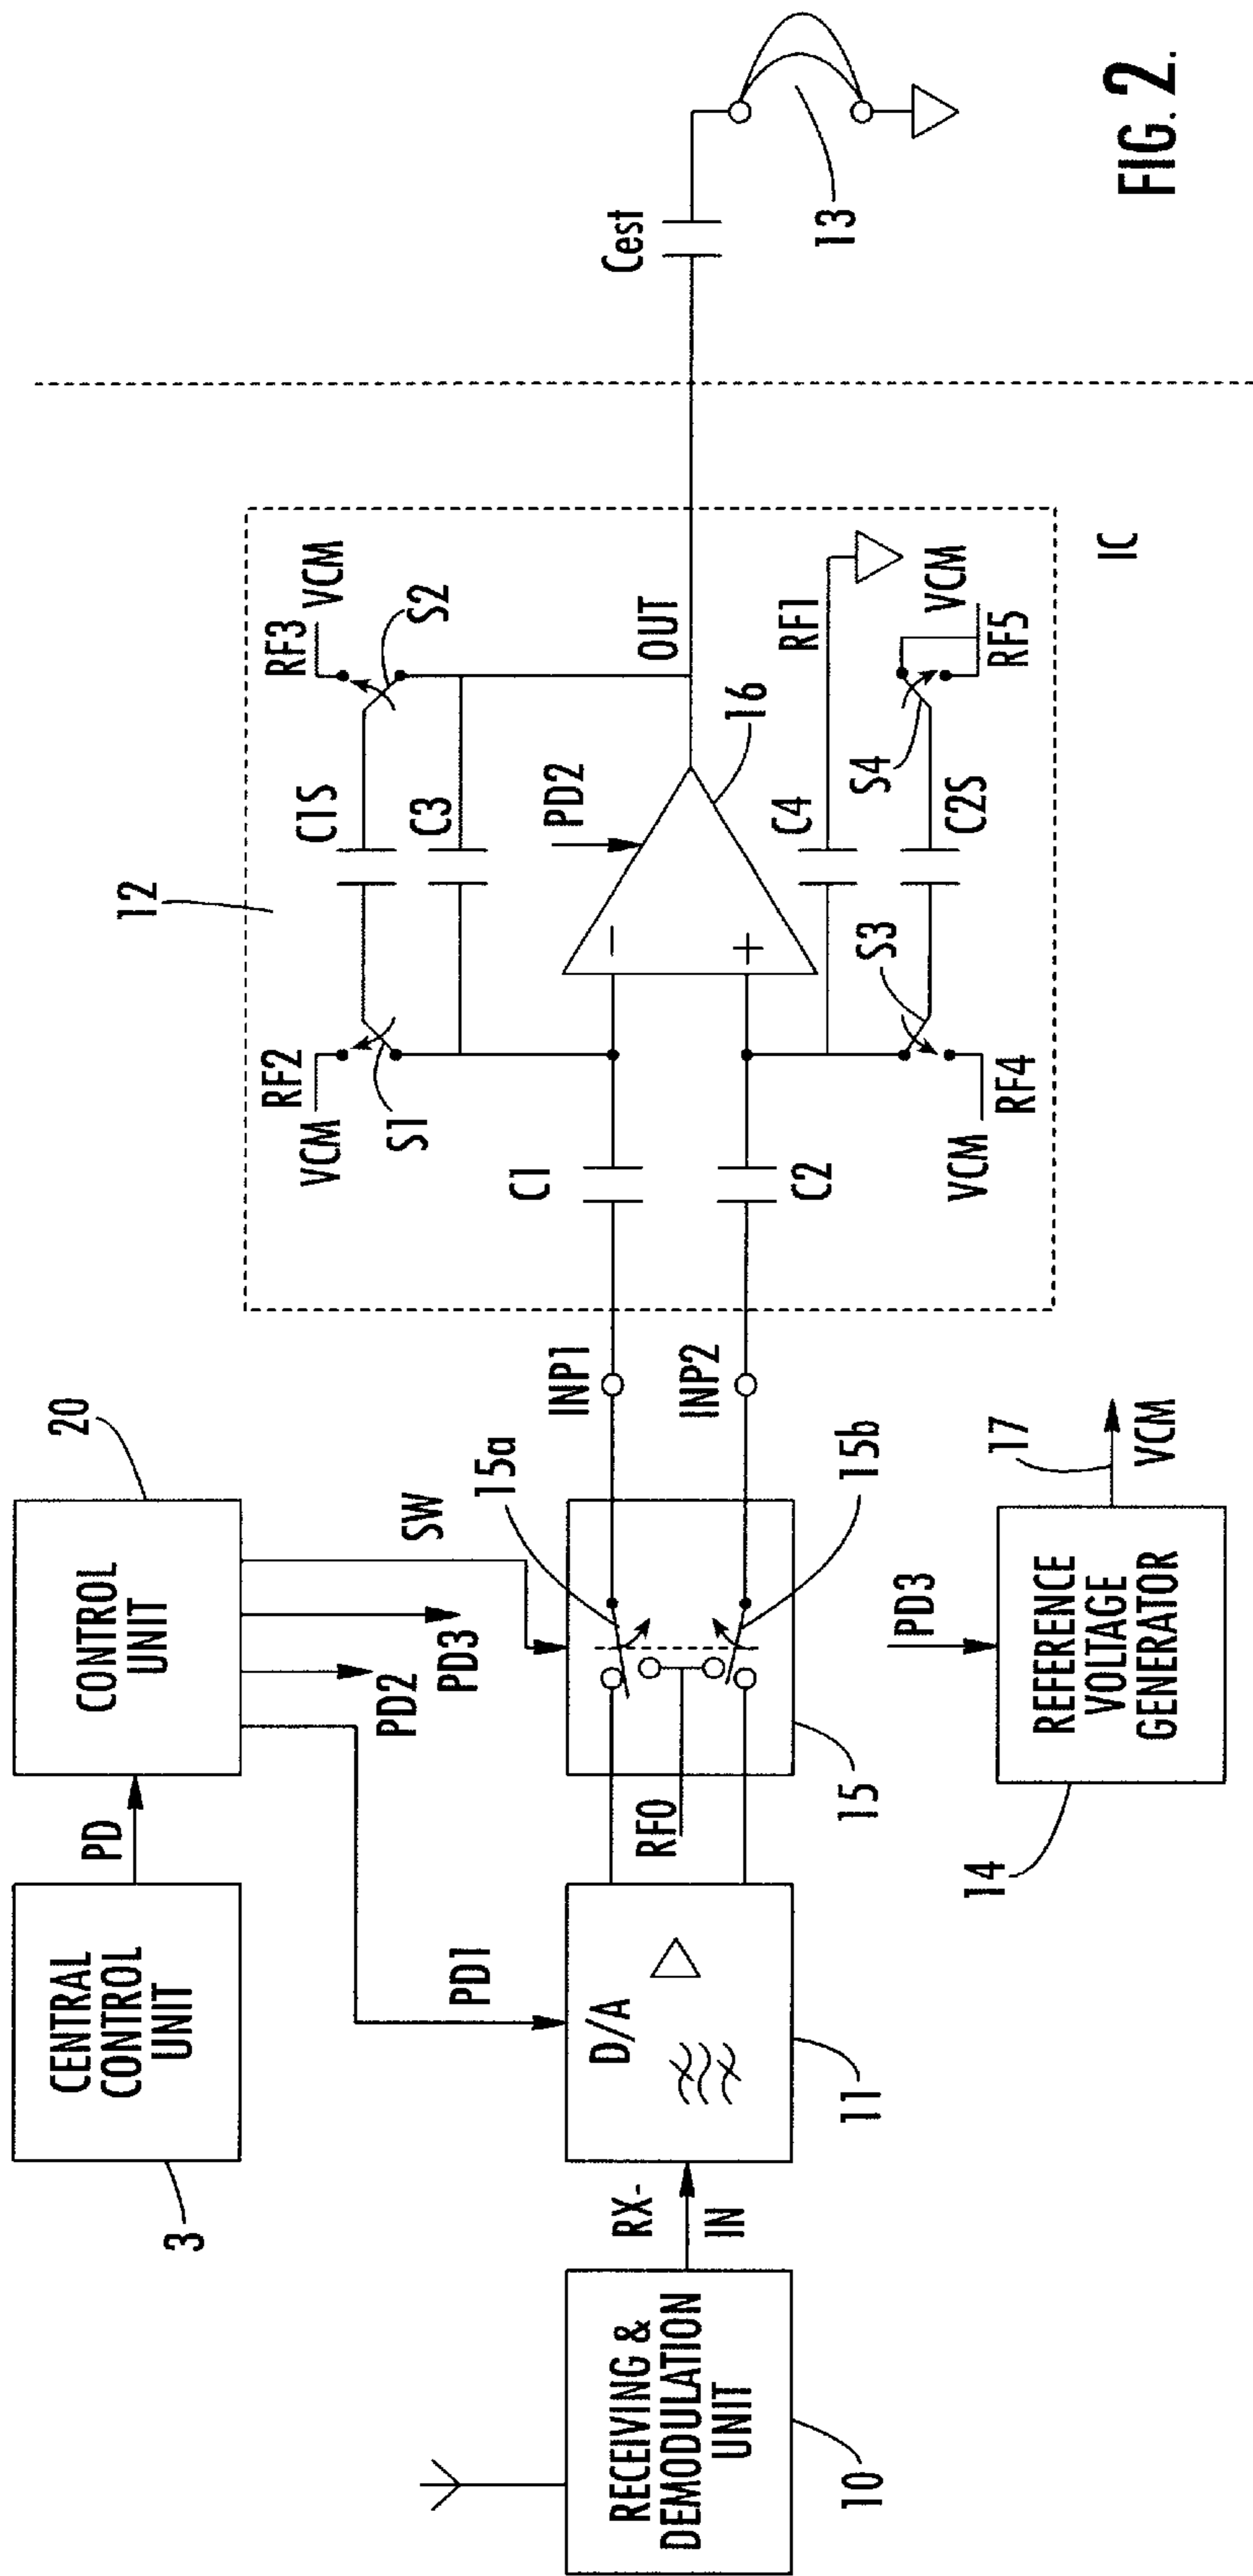 CENTRAL
CONTROL
UNIT
3
PD
CONTROL
UNIT
20
PD1
PD2
PD3
SW
RECEIVING &
DEMODULATION
UNIT
10
RX-
IN
D/A
11
RF0
15
15a
15b
INP1
INP2
PD3
REFERENCE
VOLTAGE
GENERATOR
14
17
VCM
12
RF2
VCM
S1
C1S
RF3
VCM
S2
C3
C1
C2
PD2
16
OUT
C4
RF1
S3
RF4
VCM
C2S
S4
VCM
RF5
IC
Cest
13
FIG. 2.